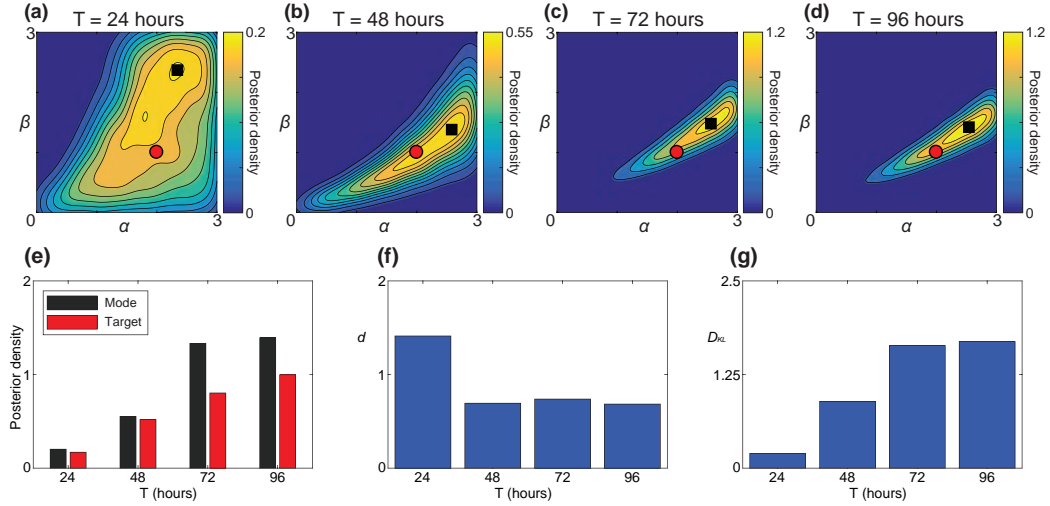 (a)
T = 24 hours
3
β
0
α
3
0.2
Posterior density
0
(b)
T = 48 hours
3
β
0
α
3
0.55
Posterior density
0
(c)
T = 72 hours
3
β
0
α
3
1.2
Posterior density
0
(d)
T = 96 hours
3
β
0
α
3
1.2
Posterior density
0
(e)
2
1
0
Posterior density
Mode
Target
24 48 72 96
T (hours)
(f)
2
d
1
0
24 48 72 96
T (hours)
(g)
2.5
DKL
1.25
0
24 48 72 96
T (hours)